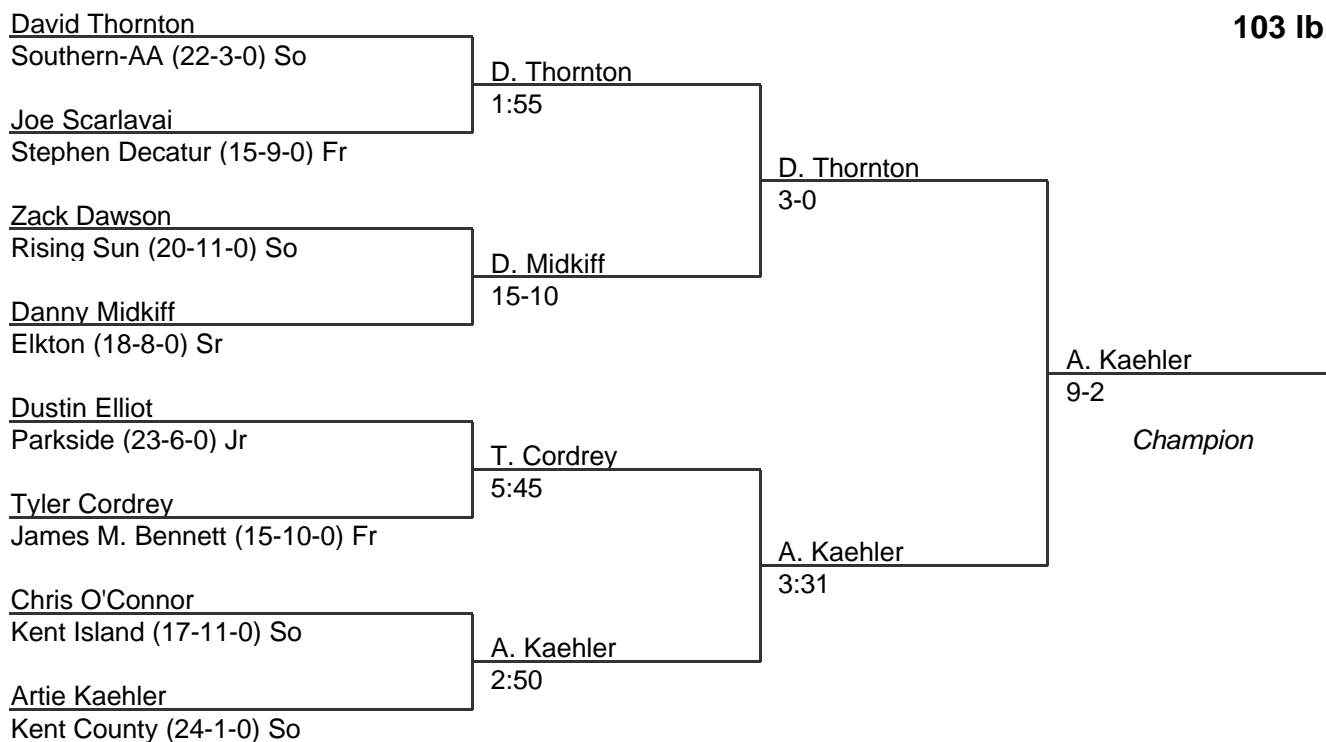 103 lb.
David Thornton
Southern-AA (22-3-0) So
D. Thornton
1:55
Joe Scarlavai
Stephen Decatur (15-9-0) Fr
D. Thornton
3-0
Zack Dawson
Rising Sun (20-11-0) So
D. Midkiff
15-10
Danny Midkiff
Elkton (18-8-0) Sr
A. Kaehler
9-2
Champion
Dustin Elliot
Parkside (23-6-0) Jr
T. Cordrey
5:45
Tyler Cordrey
James M. Bennett (15-10-0) Fr
A. Kaehler
3:31
Chris O'Connor
Kent Island (17-11-0) So
A. Kaehler
2:50
Artie Kaehler
Kent County (24-1-0) So